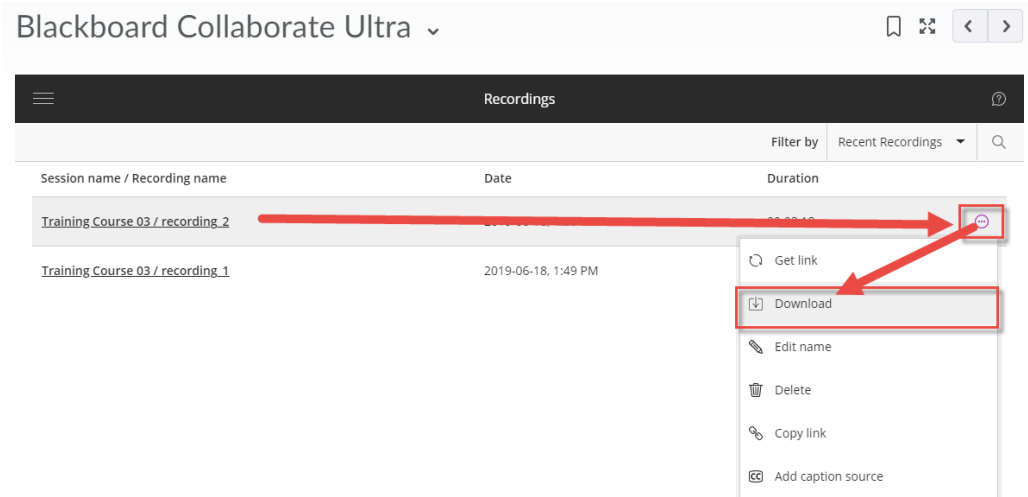 Blackboard Collaborate Ultra
Recordings
Filter by Recent Recordings
Session name / Recording name Date Duration
Training Course 03 / recording_2
Get link
Training Course 03 / recording_1 2019-06-18, 1:49 PM
Download
Edit name
Delete
Copy link
CC Add caption source